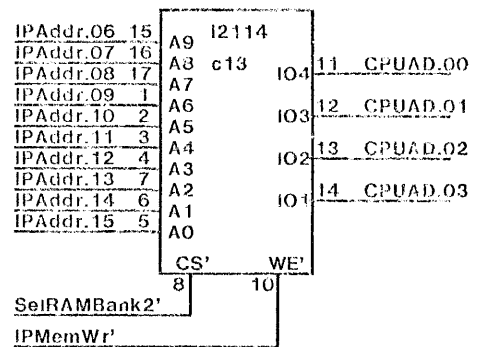 IPAddr.06 15 A9 I2114
IPAddr.07 16 A8 c13 IO4 11 CPUAD.00
IPAddr.08 17 A7
IPAddr.09 1 A6 IO3 12 CPUAD.01
IPAddr.10 2 A5
IPAddr.11 3 A4 IO2 13 CPUAD.02
IPAddr.12 4 A3
IPAddr.13 7 A2 IO1 14 CPUAD.03
IPAddr.14 6 A1
IPAddr.15 5 A0
CS' WE'
8 10
SelRAMBank2'
IPMemWr'